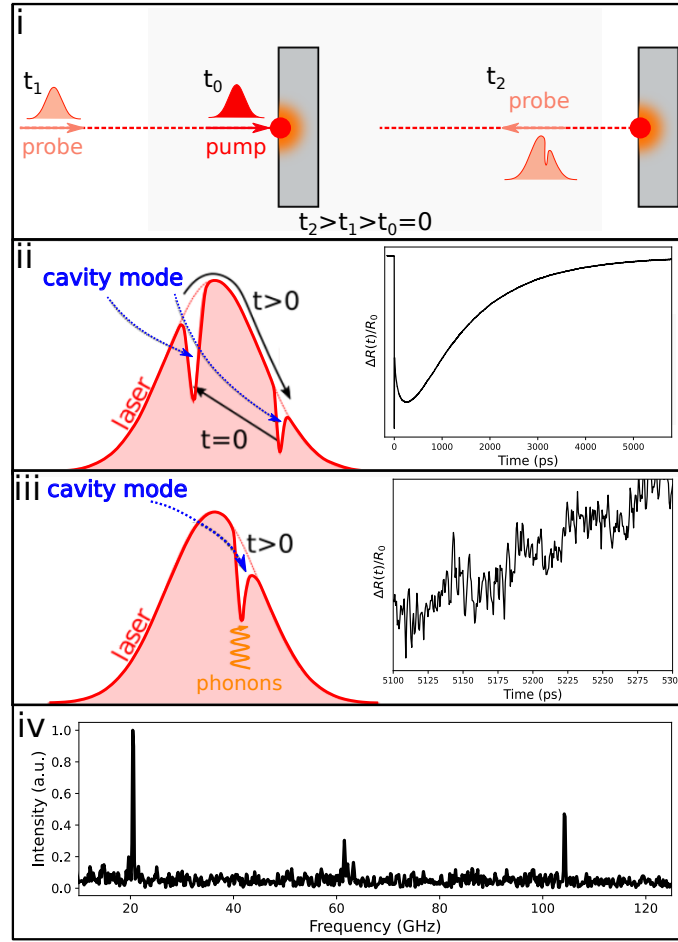 i
t₁
t₀
t₂
probe
pump
probe
t₂>t₁>t₀=0
ii
cavity mode
t>0
t=0
laser
ΔR(t)/R₀
0 1000 2000 3000 4000 5000
Time (ps)
iii
cavity mode
t>0
laser
phonons
ΔR(t)/R₀
5100 5125 5150 5175 5200 5225 5250 5275 530
Time (ps)
iv
Intensity (a.u.)
1.0
0.8
0.6
0.4
0.2
0.0
20 40 60 80 100 120
Frequency (GHz)